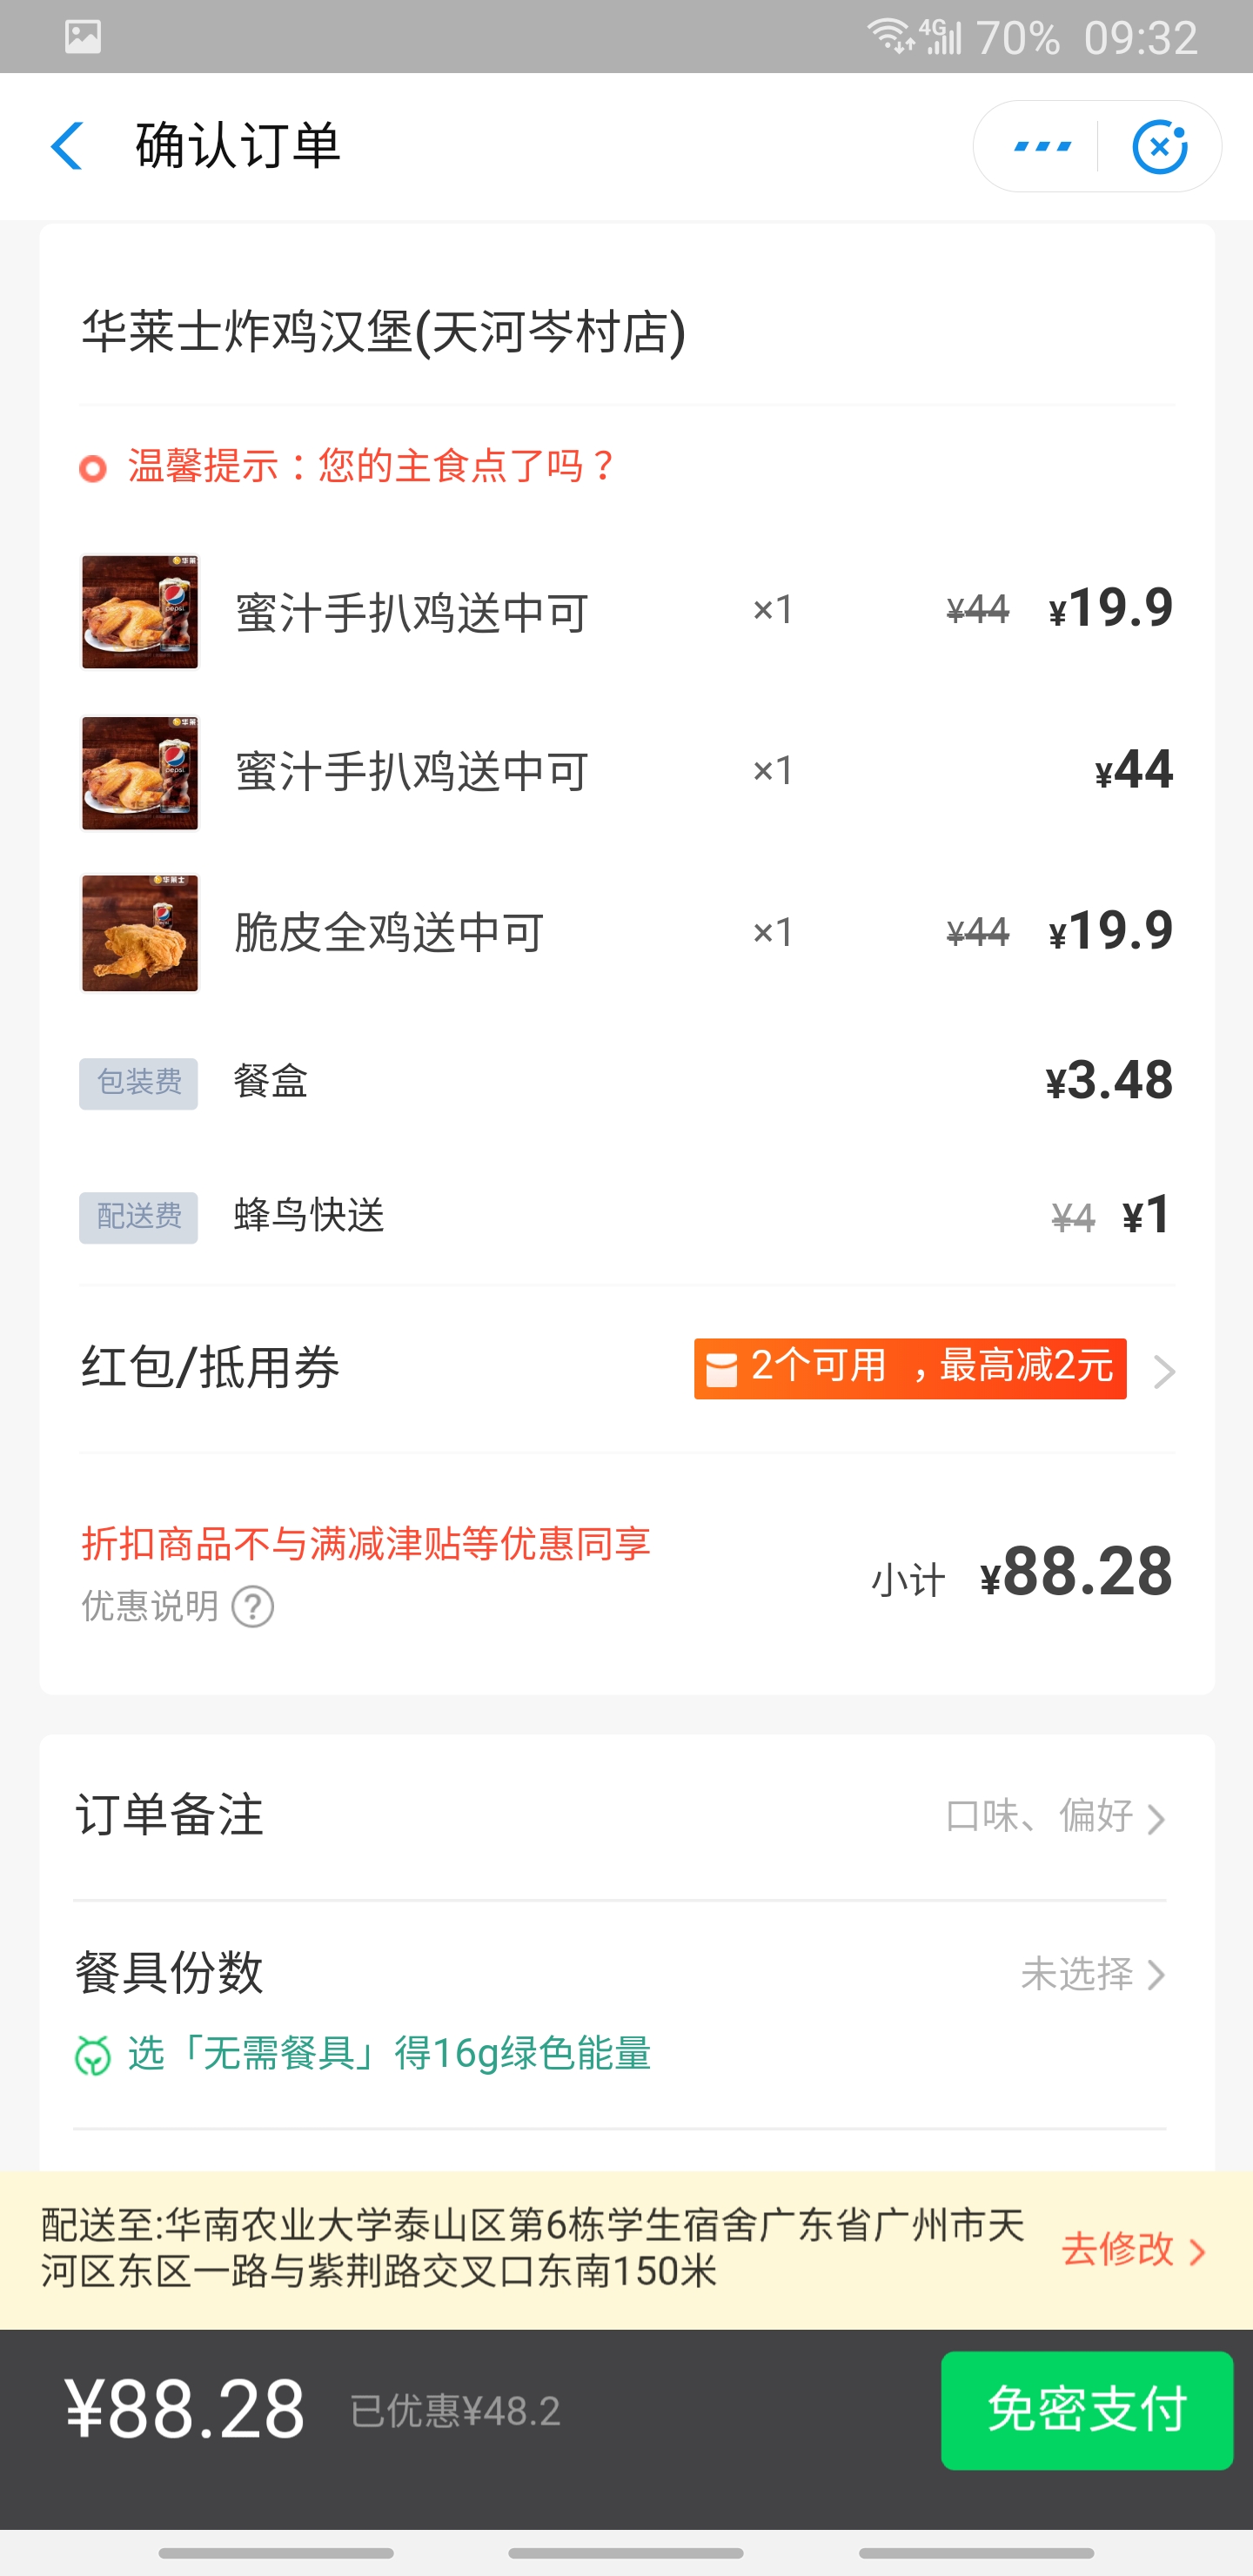 4G 70% 09:32
确认订单
华莱士炸鸡汉堡(天河岑村店)
温馨提示：您的主食点了吗？
蜜汁手扒鸡送中可 ×1 ¥44 ¥19.9
蜜汁手扒鸡送中可 ×1 ¥44
脆皮全鸡送中可 ×1 ¥44 ¥19.9
包装费 餐盒 ¥3.48
配送费 蜂鸟快送 ¥4 ¥1
红包/抵用券 2个可用 ，最高减2元
折扣商品不与满减津贴等优惠同享
小计 ¥88.28
优惠说明 ?
订单备注 口味、偏好
餐具份数 未选择
选「无需餐具」得16g绿色能量
配送至:华南农业大学泰山区第6栋学生宿舍广东省广州市天
河区东区一路与紫荆路交叉口东南150米
去修改
¥88.28 已优惠¥48.2 免密支付